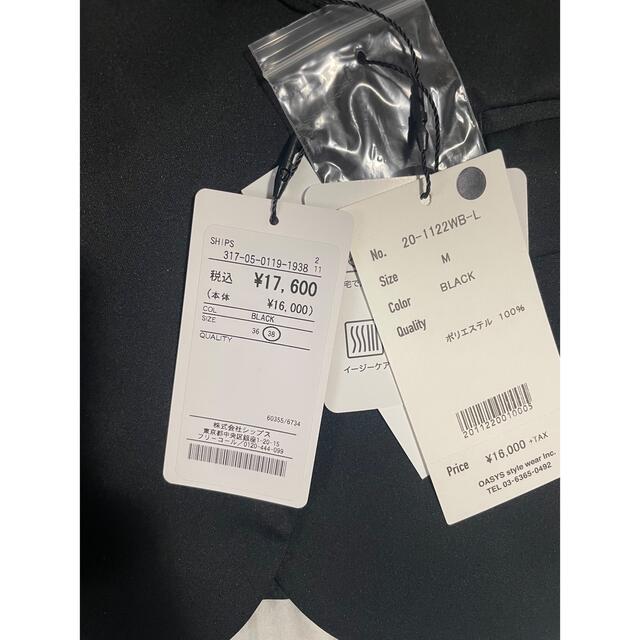 SHIPS
317-05-0119-1938
2
11
税込 ¥17,600
(本体 ¥16,000)
COL BLACK
SIZE 36 38
QUALITY
60355/6734
株式会社シップス
東京都中央区銀座1-20-15
フリーコール/0120-444-099
宅で
イージーケア
No. 20-1122WB-L
Size M
Color BLACK
Quality
ポリエステル 100%
2011220010005
Price ¥16,000 +TAX
OASYS style wear Inc.
TEL 03-6365-0492